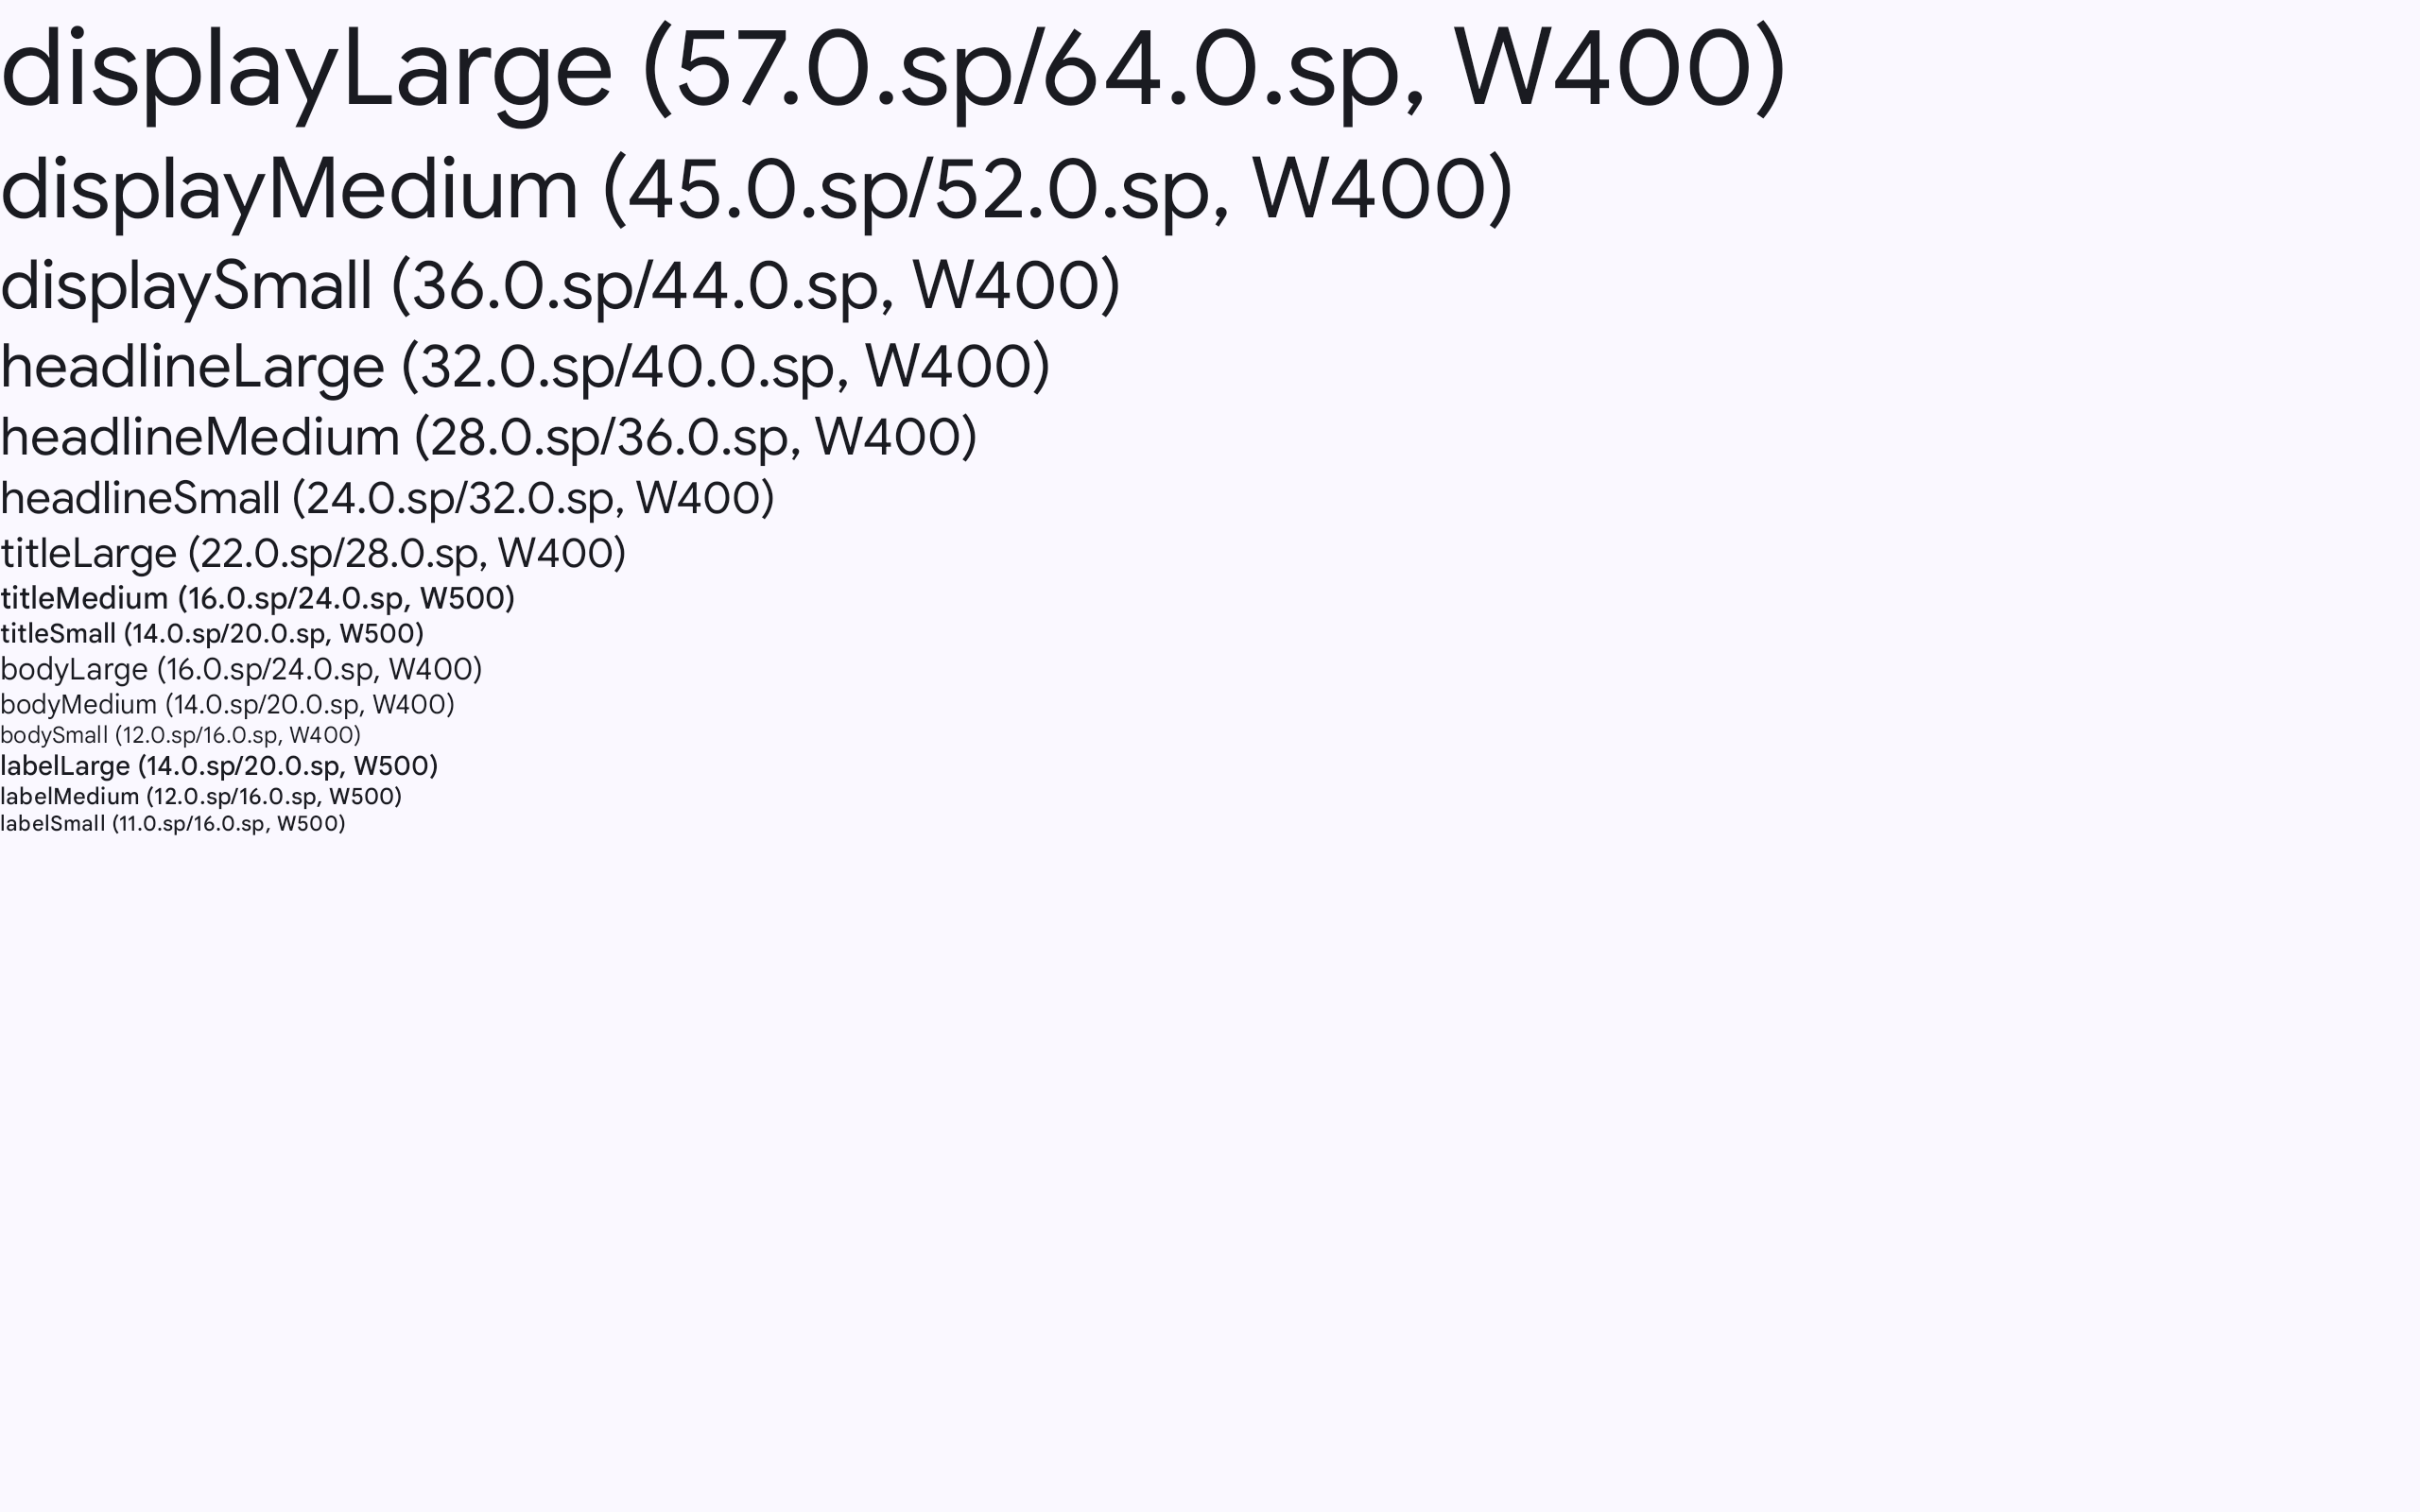 displayLarge (57.0.sp/64.0.sp, W400)
displayMedium (45.0.sp/52.0.sp, W400)
displaySmall (36.0.sp/44.0.sp, W400)
headlineLarge (32.0.sp/40.0.sp, W400)
headlineMedium (28.0.sp/36.0.sp, W400)
headlineSmall (24.0.sp/32.0.sp, W400)
titleLarge (22.0.sp/28.0.sp, W400)
titleMedium (16.0.sp/24.0.sp, W500)
titleSmall (14.0.sp/20.0.sp, W500)
bodyLarge (16.0.sp/24.0.sp, W400)
bodyMedium (14.0.sp/20.0.sp, W400)
bodySmall (12.0.sp/16.0.sp, W400)
labelLarge (14.0.sp/20.0.sp, W500)
labelMedium (12.0.sp/16.0.sp, W500)
labelSmall (11.0.sp/16.0.sp, W500)